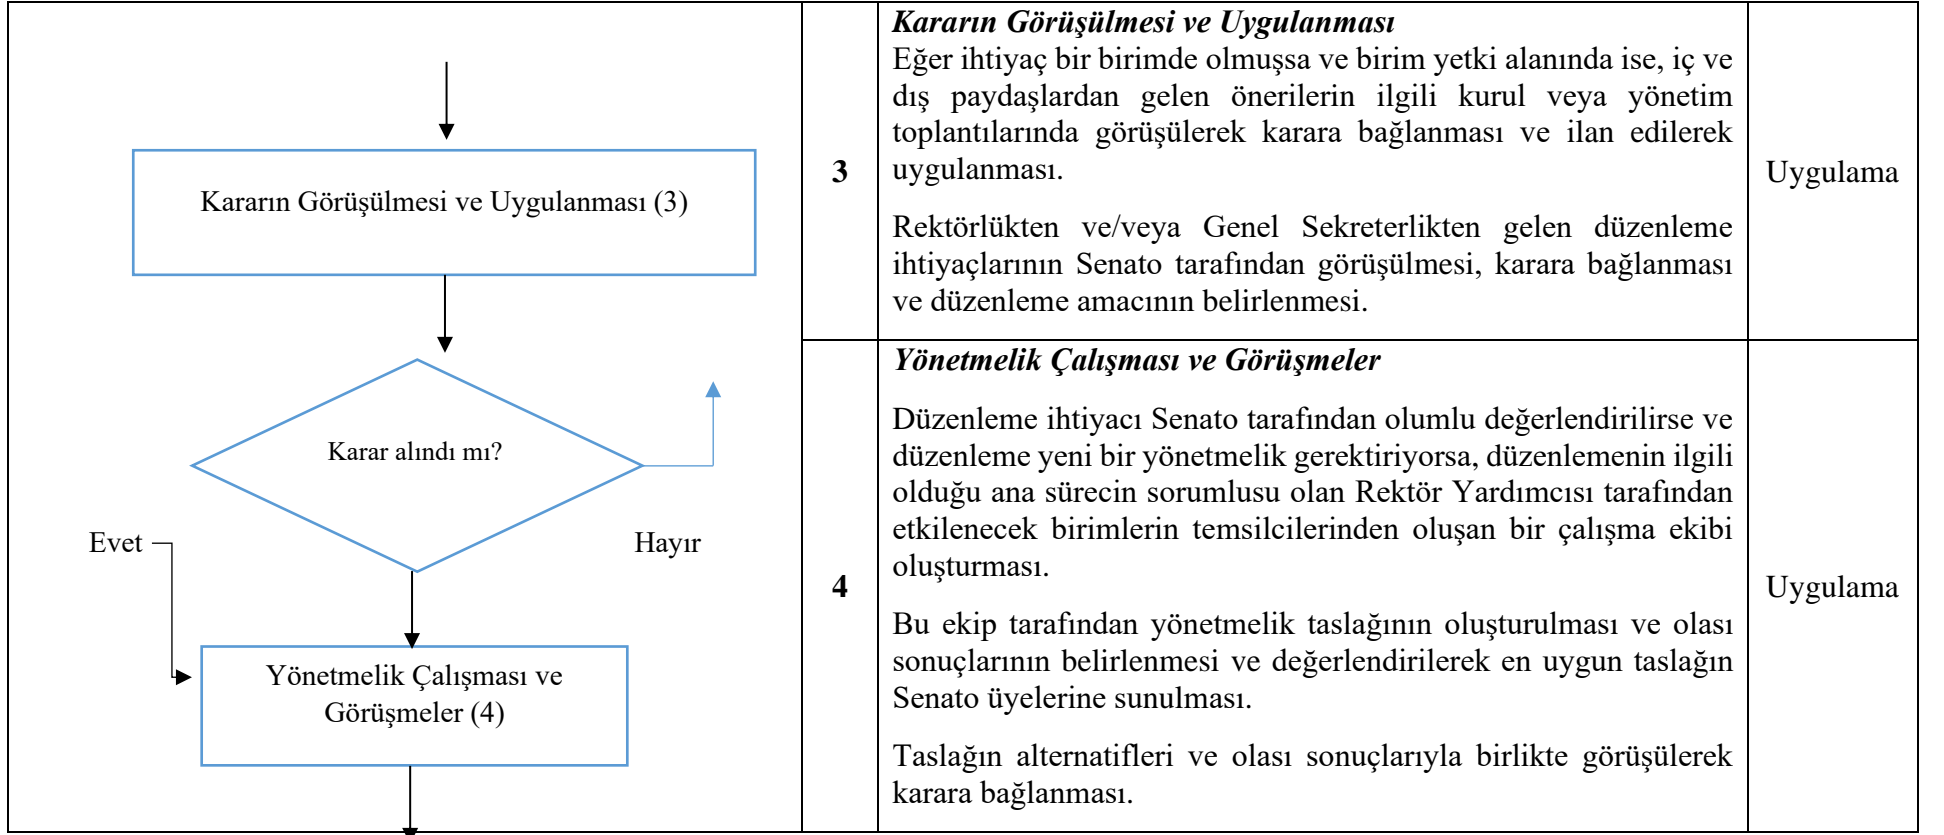 Kararın Görüşülmesi ve Uygulanması (3)
Karar alındı mı?
Evet
Hayır
Yönetmelik Çalışması ve
Görüşmeler (4)
3
Kararın Görüşülmesi ve Uygulanması
Eğer ihtiyaç bir birimde olmuşsa ve birim yetki alanında ise, iç ve
dış paydaşlardan gelen önerilerin ilgili kurul veya yönetim
toplantılarında görüşülerek karara bağlanması ve ilan edilerek
uygulanması.
Rektörlükten ve/veya Genel Sekreterlikten gelen düzenleme
ihtiyaçlarının Senato tarafından görüşülmesi, karara bağlanması
ve düzenleme amacının belirlenmesi.
Uygulama
4
Yönetmelik Çalışması ve Görüşmeler
Düzenleme ihtiyacı Senato tarafından olumlu değerlendirilirse ve
düzenleme yeni bir yönetmelik gerektiriyorsa, düzenlemenin ilgili
olduğu ana sürecin sorumlusu olan Rektör Yardımcısı tarafından
etkilenecek birimlerin temsilcilerinden oluşan bir çalışma ekibi
oluşturması.
Bu ekip tarafından yönetmelik taslağının oluşturulması ve olası
sonuçlarının belirlenmesi ve değerlendirilerek en uygun taslağın
Senato üyelerine sunulması.
Taslağın alternatifleri ve olası sonuçlarıyla birlikte görüşülerek
karara bağlanması.
Uygulama